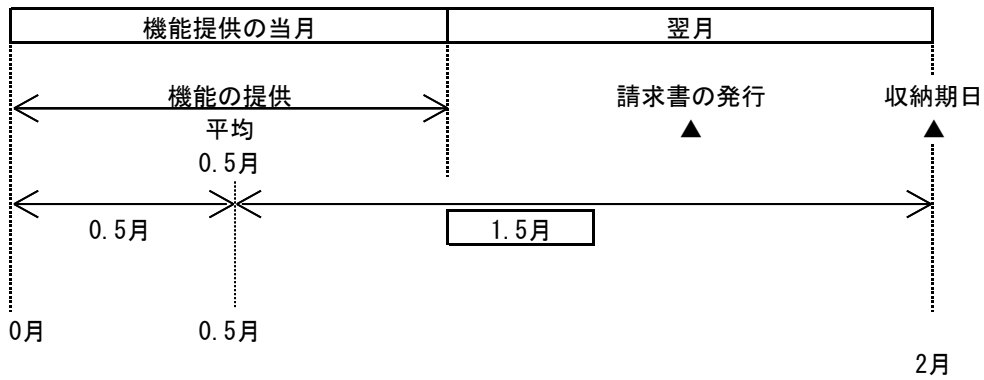 機能提供の当月 翌月
機能の提供 請求書の発行 収納期日
平均 ▲ ▲
0.5月
0.5月 1.5月
0月 0.5月
2月